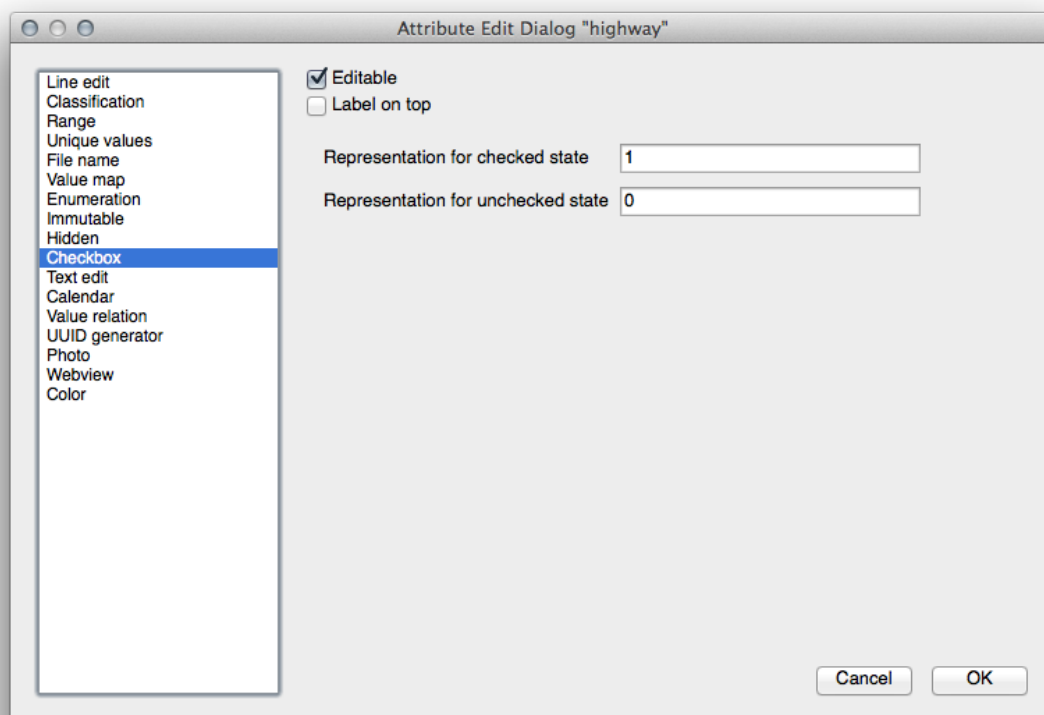 Attribute Edit Dialog "highway"
Line edit
Classification
Range
Unique values
File name
Value map
Enumeration
Immutable
Hidden
Checkbox
Text edit
Calendar
Value relation
UUID generator
Photo
Webview
Color
Editable
Label on top
Representation for checked state 1
Representation for unchecked state 0
Cancel OK